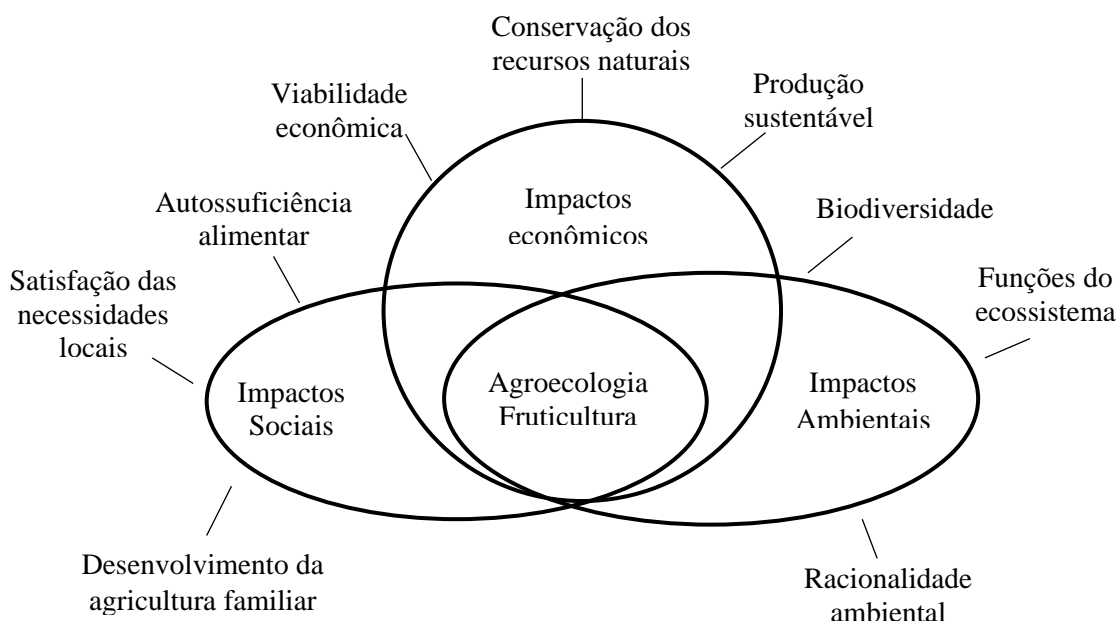 Conservação dos
recursos naturais
Viabilidade
econômica
Produção
sustentável
Autossuficiência
alimentar
Impactos
econômicos
Biodiversidade
Satisfação das
necessidades
locais
Funções do
ecossistema
Impactos
Sociais
Agroecologia
Fruticultura
Impactos
Ambientais
Desenvolvimento da
agricultura familiar
Racionalidade
ambiental